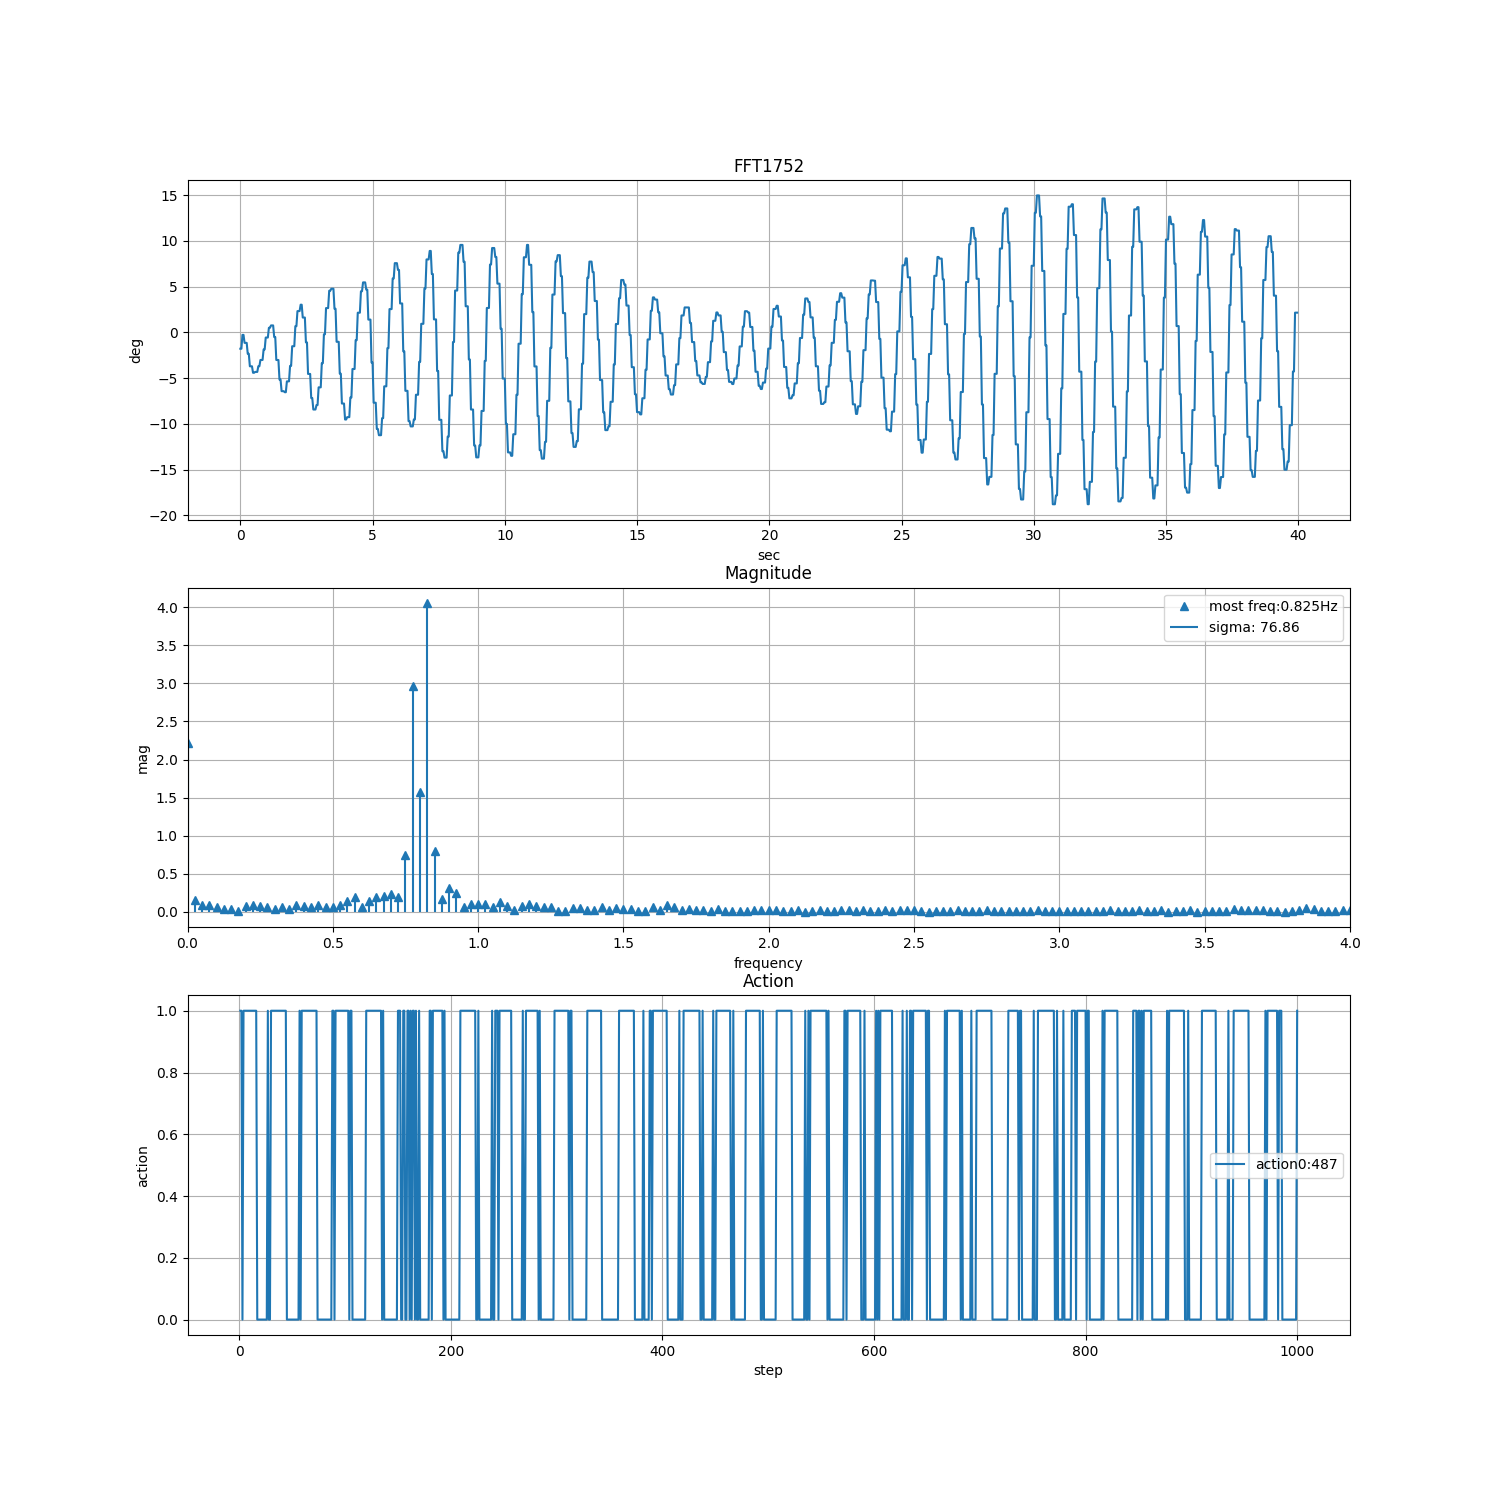 FFT1752
15
10
5
0
−5
−10
−15
−20
deg
0 5 10 15 20 25 30 35 40
sec
Magnitude
4.0
3.5
3.0
2.5
2.0
1.5
1.0
0.5
0.0
mag
most freq:0.825Hz
sigma: 76.86
0.0 0.5 1.0 1.5 2.0 2.5 3.0 3.5 4.0
frequency
Action
1.0
0.8
0.6
0.4
0.2
0.0
action
action0:487
0 200 400 600 800 1000
step